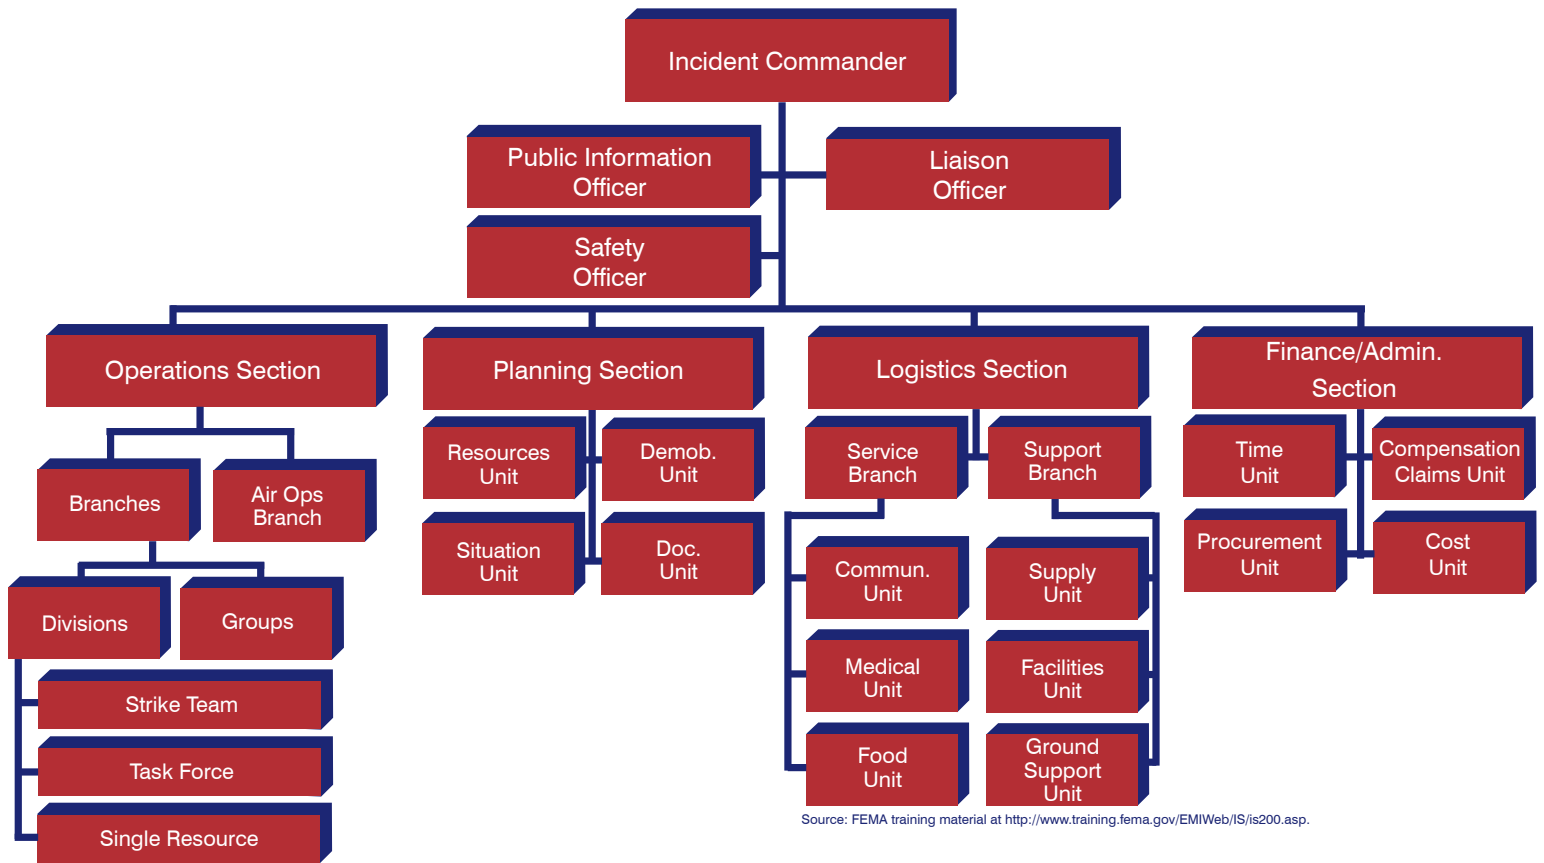 Incident Commander
Public Information
Officer
Liaison
Officer
Safety
Officer
Operations Section
Planning Section
Logistics Section
Finance/Admin.
Section
Branches
Air Ops
Branch
Divisions
Groups
Strike Team
Task Force
Single Resource
Resources
Unit
Demob.
Unit
Situation
Unit
Doc.
Unit
Service
Branch
Support
Branch
Commun.
Unit
Supply
Unit
Medical
Unit
Facilities
Unit
Food
Unit
Ground
Support
Unit
Time
Unit
Compensation
Claims Unit
Procurement
Unit
Cost
Unit
Source: FEMA training material at http://www.training.fema.gov/EMIWeb/IS/is200.asp.